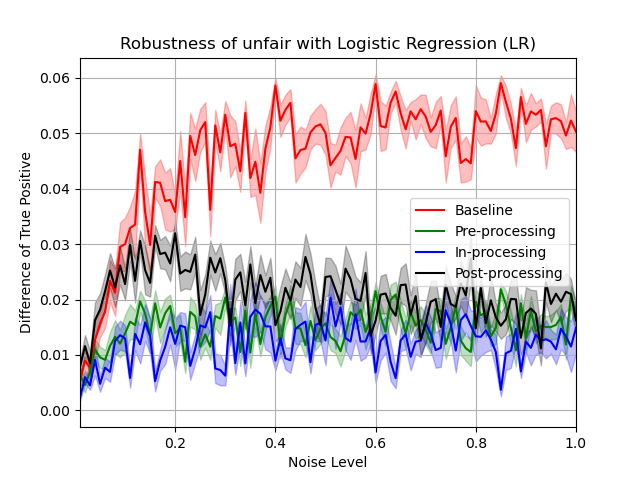 Robustness of unfair with Logistic Regression (LR)
0.06
0.05
0.04
0.03
0.02
0.01
0.00
Difference of True Positive
Baseline
Pre-processing
In-processing
Post-processing
0.2 0.4 0.6 0.8 1.0
Noise Level